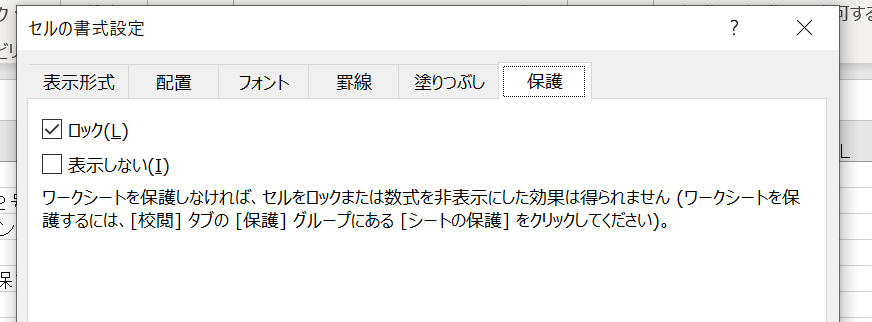 可する
セルの書式設定
?
表示形式 配置 フォント 罫線 塗りつぶし 保護
ロック(L)
表示しない(I)
ワークシートを保護しなければ、セルをロックまたは数式を非表示にした効果は得られません (ワークシートを保
護するには、[校閲] タブの [保護] グループにある [シートの保護] をクリックしてください)。
L